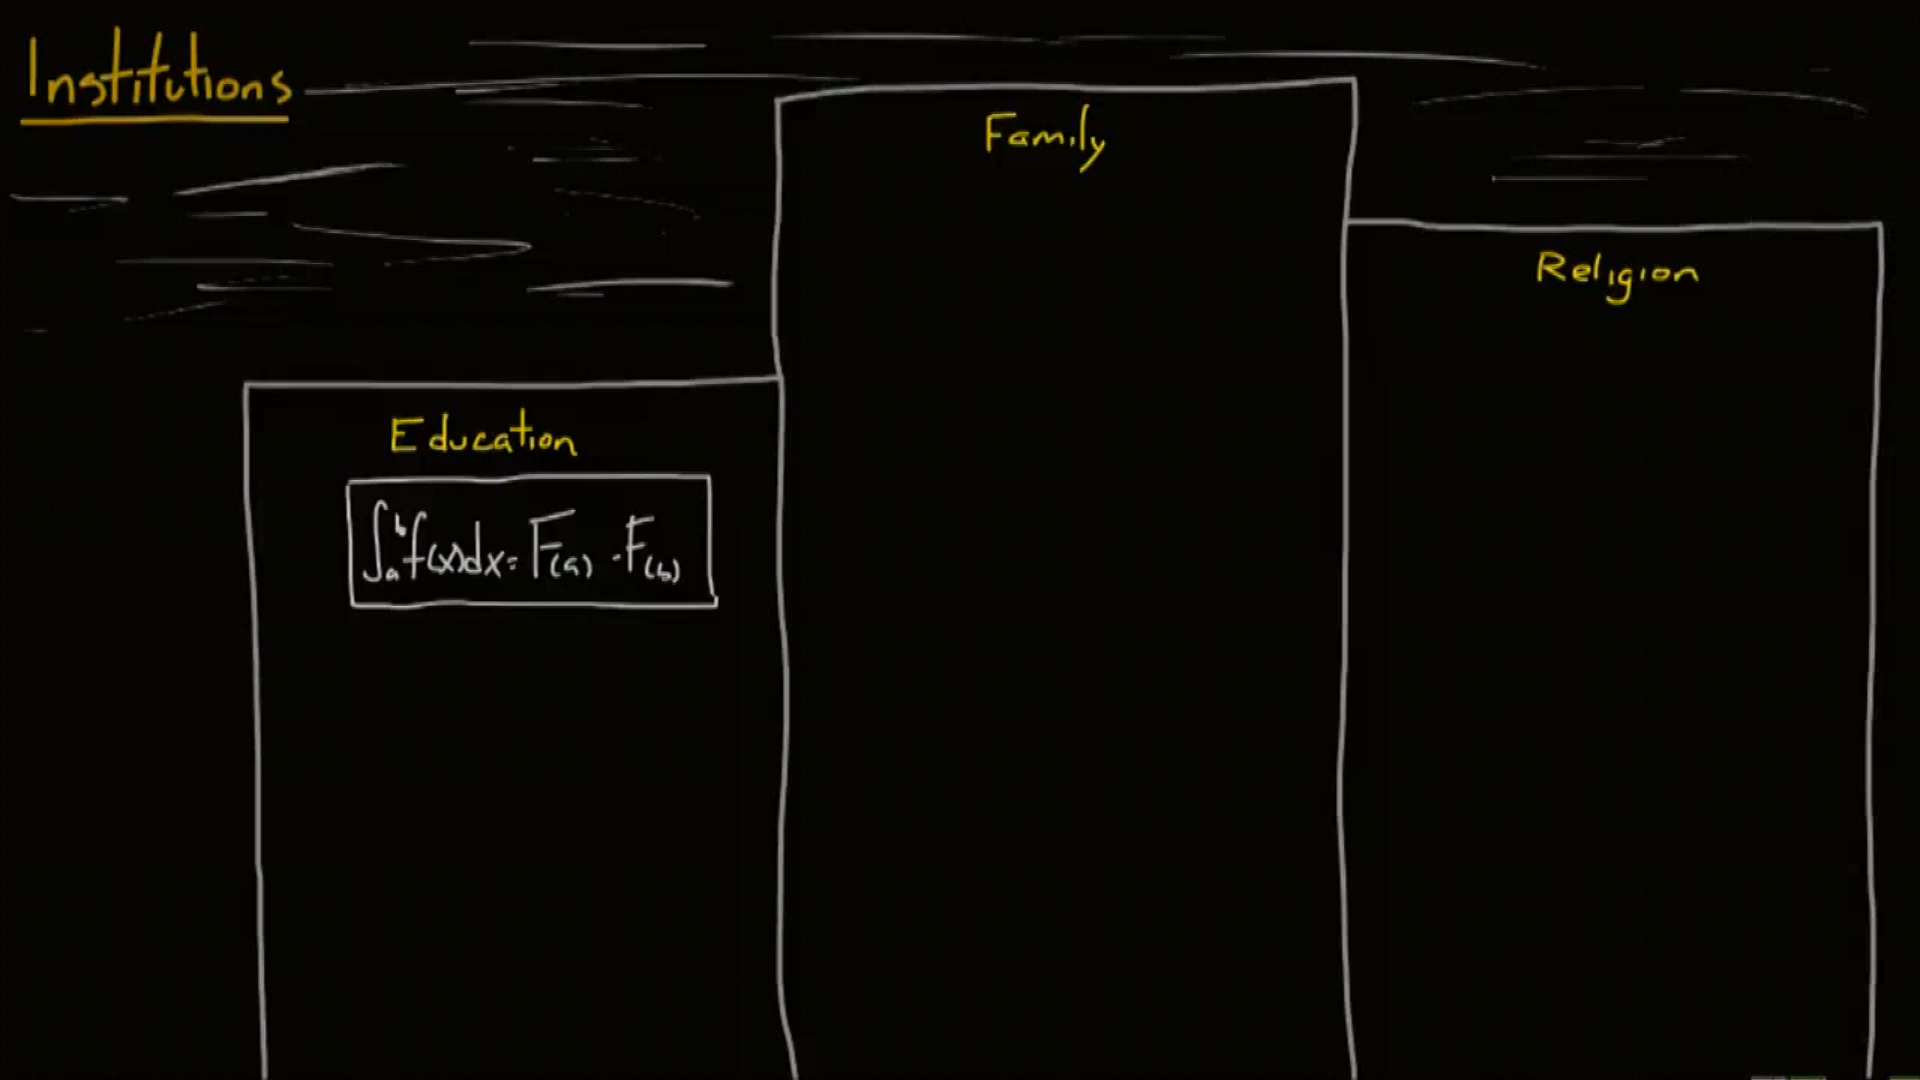 Institutions
Family
Religion
Education
∫ₐᵇf(x)dx = F(a) - F(b)